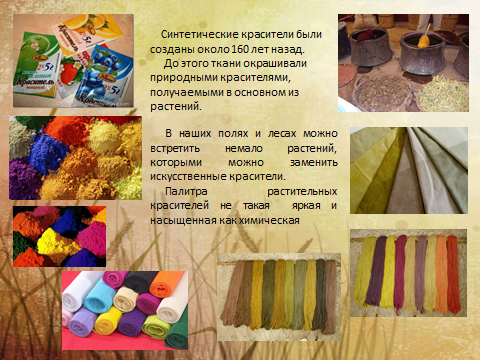 Синтетические красители были
созданы около 160 лет назад.
До этого ткани окрашивали
природными красителями,
получаемыми в основном из
растений.
В наших полях и лесах можно
встретить немало растений,
которыми можно заменить
искусственные красители.
Палитра растительных
красителей не такая яркая и
насыщенная как химическая